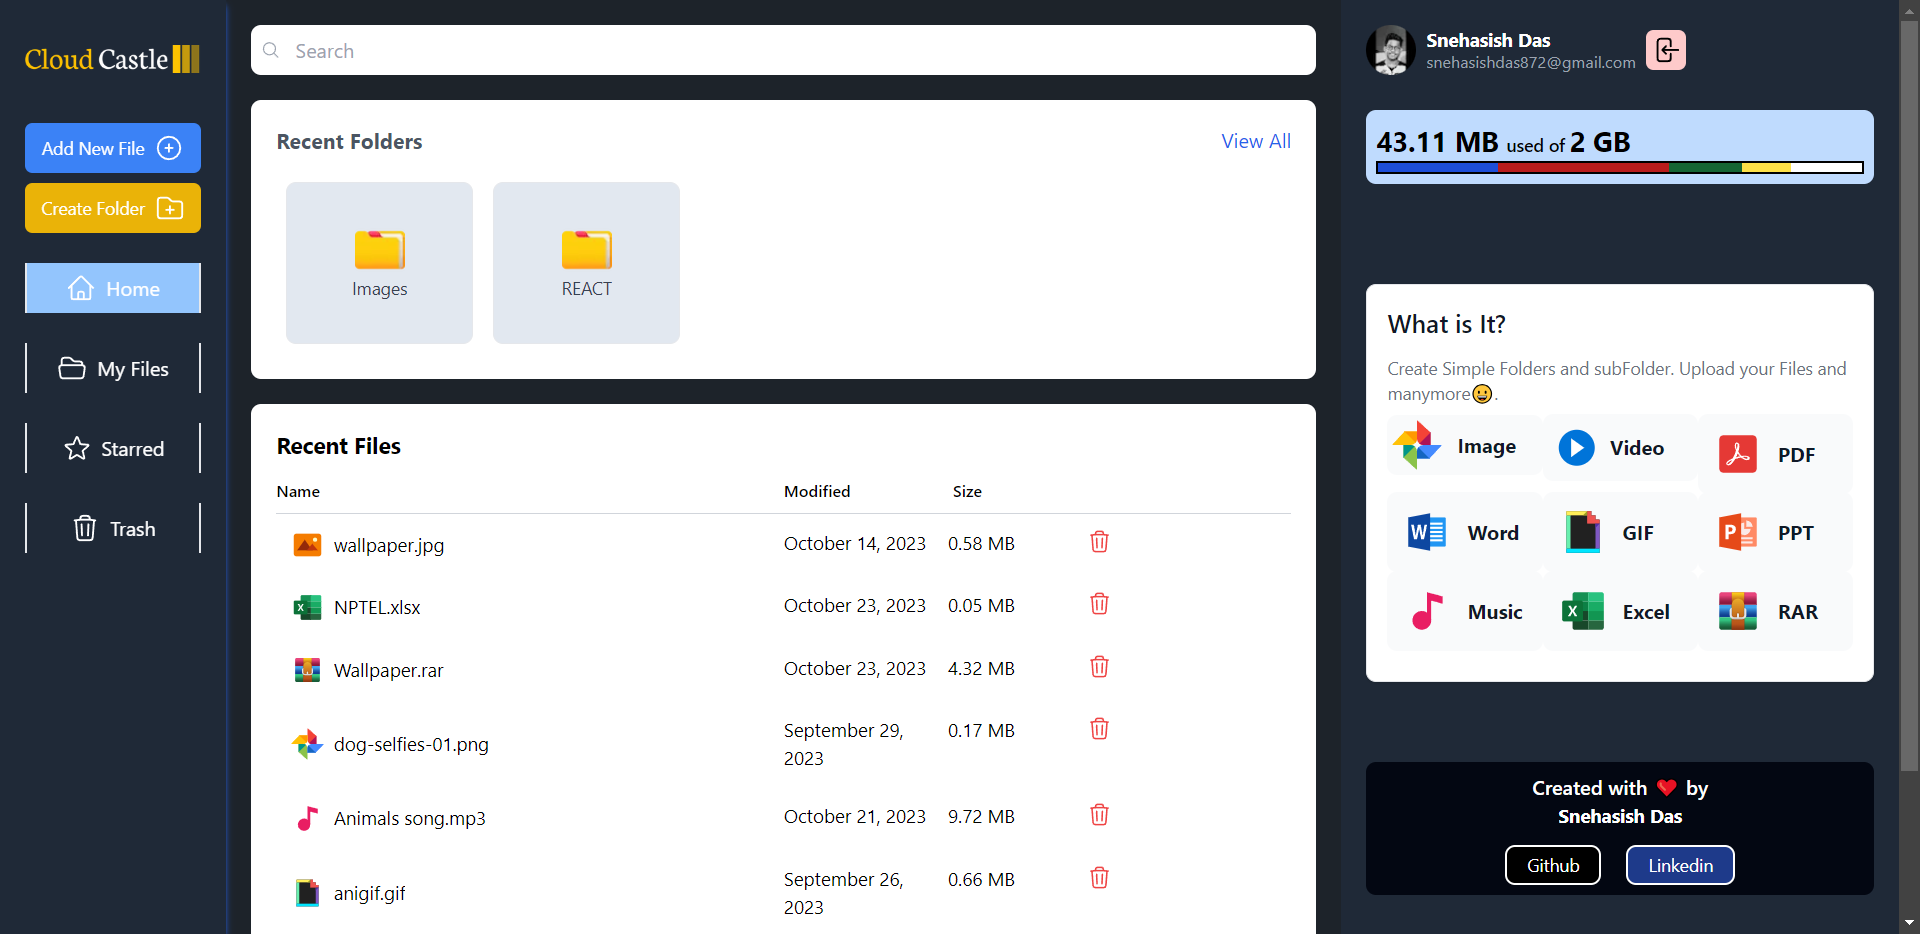 Cloud Castle
Add New File
Create Folder
Home
My Files
Starred
Trash
Search
Recent Folders
View All
Images
REACT
Recent Files
Name Modified Size
wallpaper.jpg October 14, 2023 0.58 MB
NPTEL.xlsx October 23, 2023 0.05 MB
Wallpaper.rar October 23, 2023 4.32 MB
dog-selfies-01.png September 29, 0.17 MB
2023
Animals song.mp3 October 21, 2023 9.72 MB
anigif.gif September 26, 0.66 MB
2023
Snehasish Das
snehasishdas872@gmail.com
43.11 MB used of 2 GB
What is It?
Create Simple Folders and subFolder. Upload your Files and
manymore😀.
Image Video PDF
Word GIF PPT
Music Excel RAR
Created with ❤ by
Snehasish Das
Github Linkedin